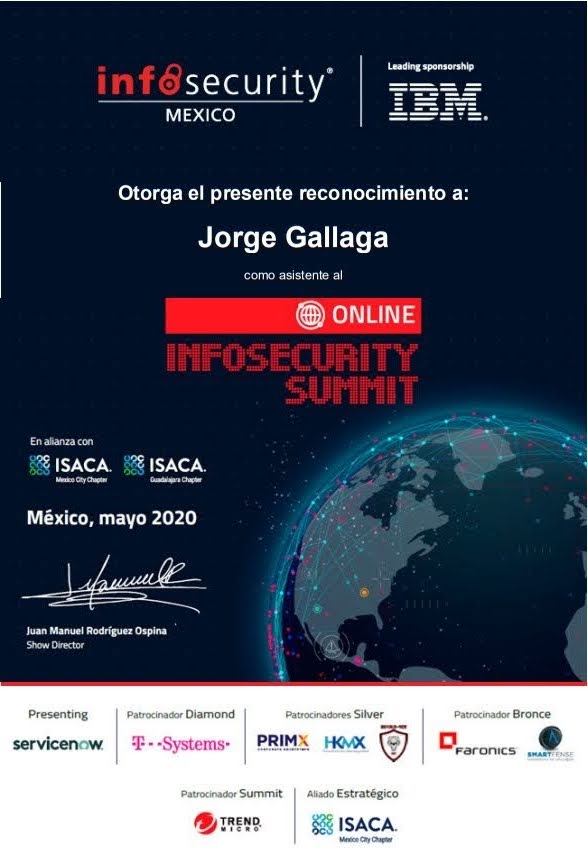 infosecurity®
MEXICO
Leading sponsorship
IBM.
Otorga el presente reconocimiento a:
Jorge Gallaga
como asistente al
ONLINE
INFOSECURITY
SUMMIT
En alianza con
ISACA.
Mexico City Chapter
ISACA.
Guadalajara Chapter
México, mayo 2020
Juan Manuel Rodríguez Ospina
Show Director
Presenting
servicenow.
Patrocinador Diamond
T··Systems·
Patrocinadores Silver
PRIMX
HKMX
Patrocinador Bronce
FARONICS
SMARTFENSE
Patrocinador Summit
TREND
MICRO
Aliado Estratégico
ISACA.
Mexico City Chapter